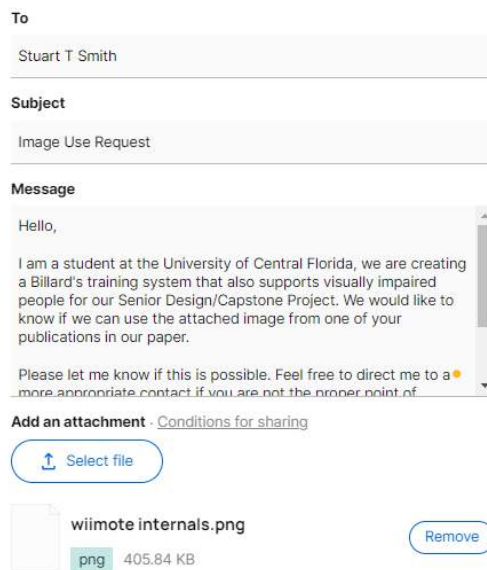 To
Stuart T Smith
Subject
Image Use Request
Message
Hello,
I am a student at the University of Central Florida, we are creating
a Billard's training system that also supports visually impaired
people for our Senior Design/Capstone Project. We would like to
know if we can use the attached image from one of your
publications in our paper.
Please let me know if this is possible. Feel free to direct me to a
more appropriate contact if you are not the proper point of
Add an attachment · Conditions for sharing
Select file
wiimote internals.png
Remove
png 405.84 KB